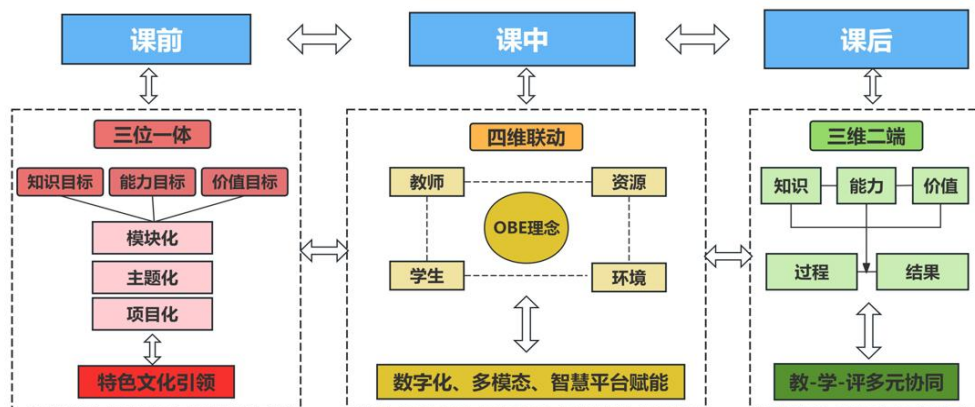 课前
课中
课后
三位一体
知识目标
能力目标
价值目标
模块化
主题化
项目化
特色文化引领
四维联动
教师
资源
OBE理念
学生
环境
数字化、多模态、智慧平台赋能
三维二端
知识
能力
价值
过程
结果
教-学-评多元协同